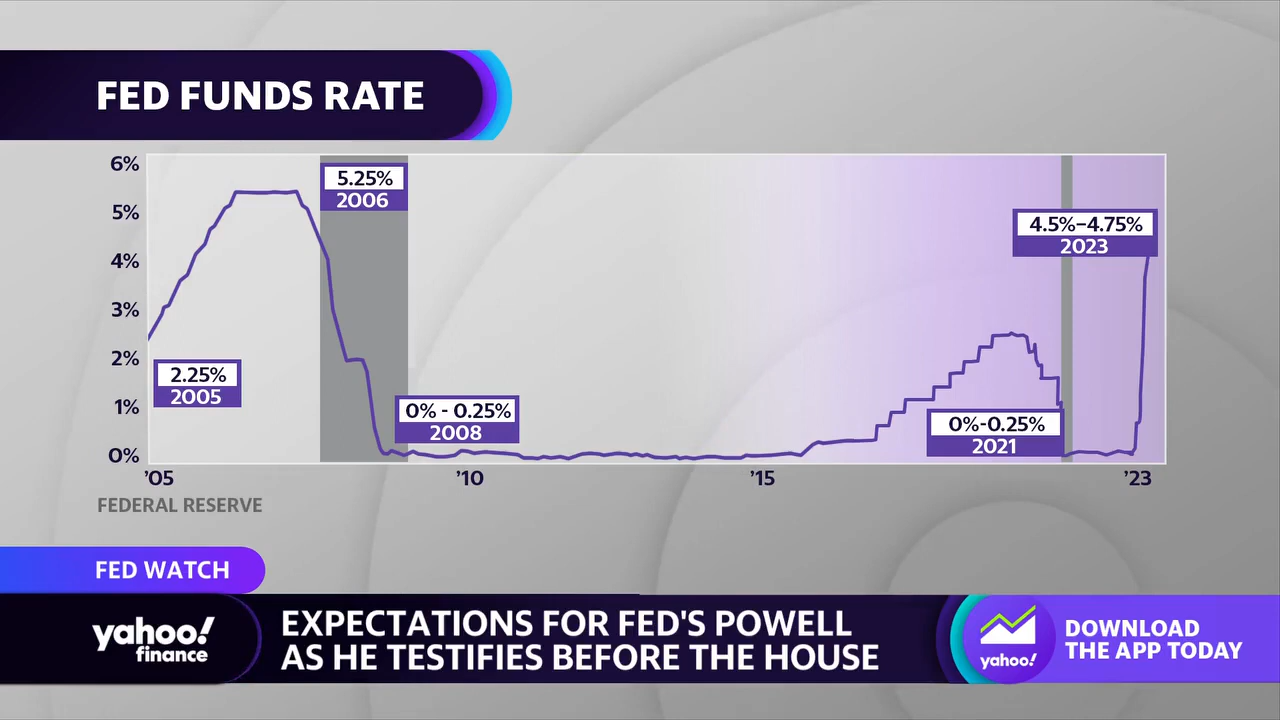 FED FUNDS RATE
6%
5%
4%
3%
2%
1%
0%
5.25%
2006
4.5%–4.75%
2023
2.25%
2005
0% - 0.25%
2008
0%-0.25%
2021
’05
’10
’15
’23
FEDERAL RESERVE
FED WATCH
yahoo!
finance
EXPECTATIONS FOR FED'S POWELL
AS HE TESTIFIES BEFORE THE HOUSE
yahoo!
DOWNLOAD
THE APP TODAY